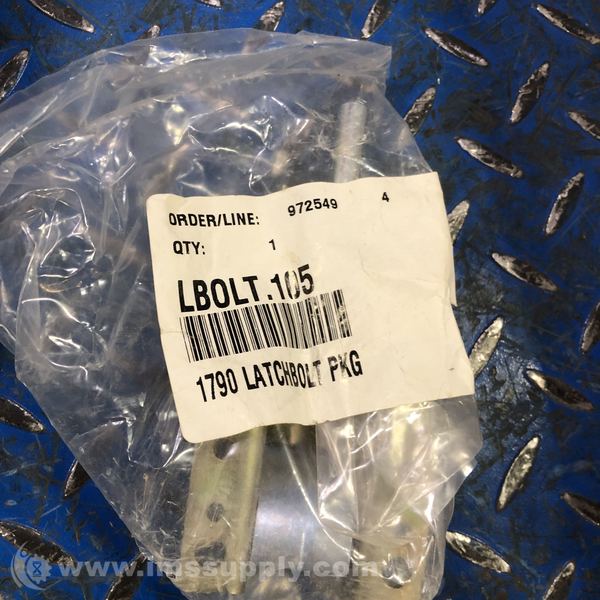 ORDER/LINE: 972549 4
QTY: 1
LBOLT.105
1790 LATCHBOLT PKG
www.imssupply.com